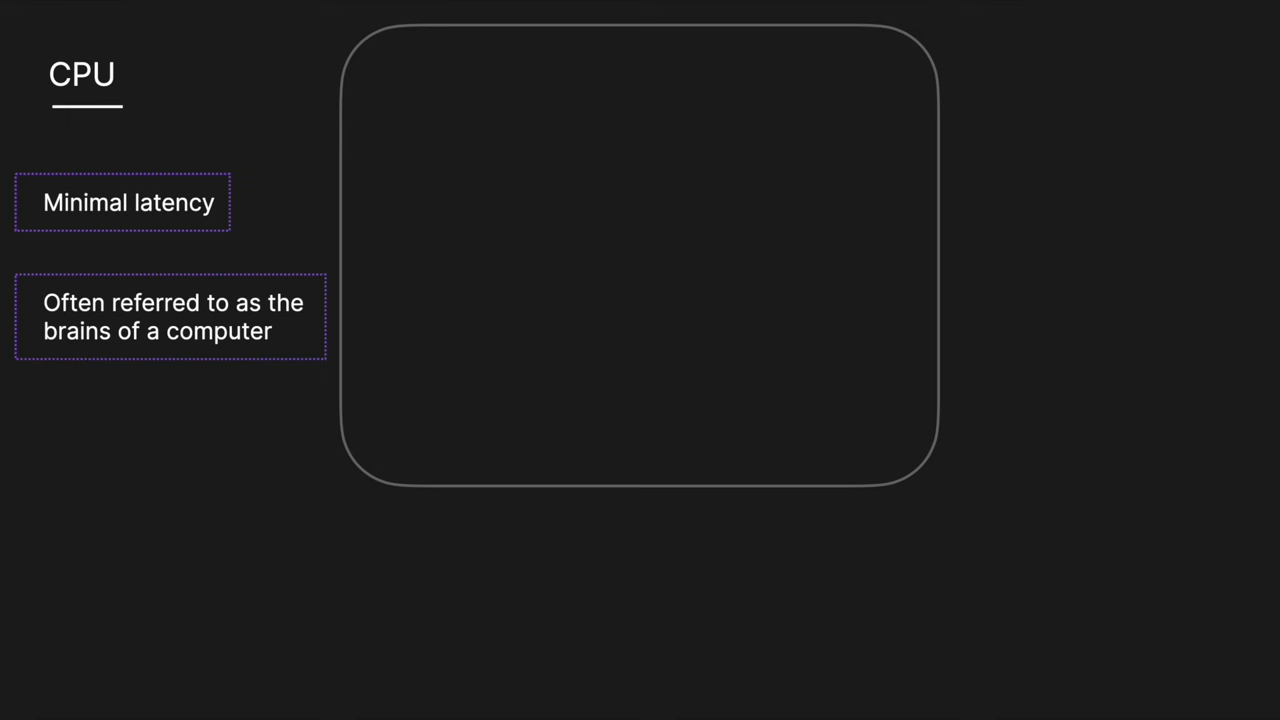 CPU
Minimal latency
Often referred to as the
brains of a computer